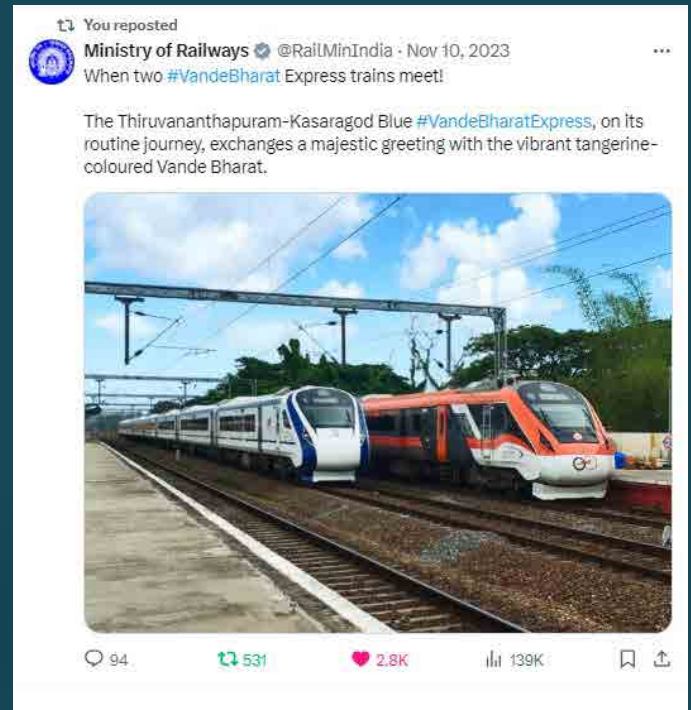 You reposted
Ministry of Railways @RailMinIndia · Nov 10, 2023
When two #VandeBharat Express trains meet!
The Thiruvananthapuram-Kasaragod Blue #VandeBharatExpress, on its
routine journey, exchanges a majestic greeting with the vibrant tangerine-
coloured Vande Bharat.
94 531 2.8K 139K